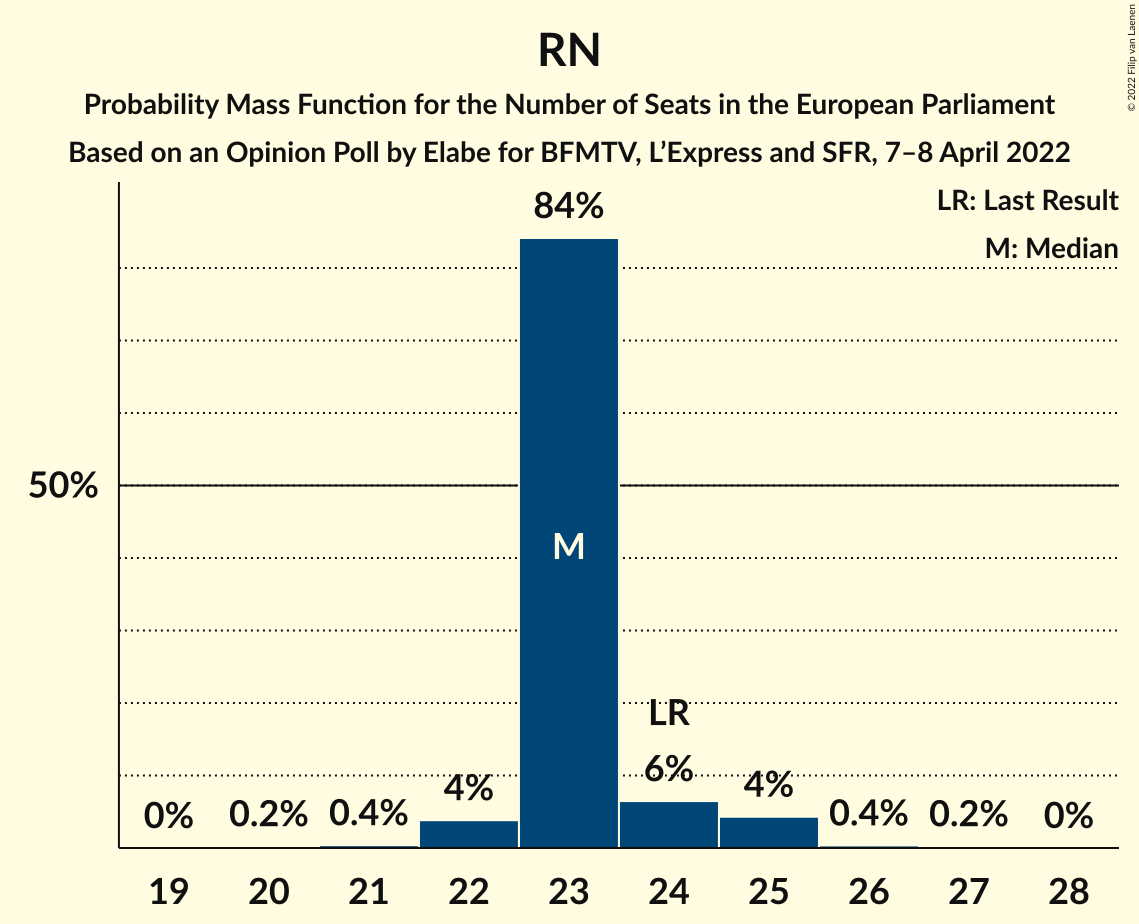 RN
Probability Mass Function for the Number of Seats in the European Parliament
Based on an Opinion Poll by Elabe for BFMTV, L’Express and SFR, 7–8 April 2022
© 2022 Filip van Laenen
LR: Last Result
M: Median
84%
50%
M
LR
0%
0.2%
0.4%
4%
6%
4%
0.4%
0.2%
0%
19 20 21 22 23 24 25 26 27 28